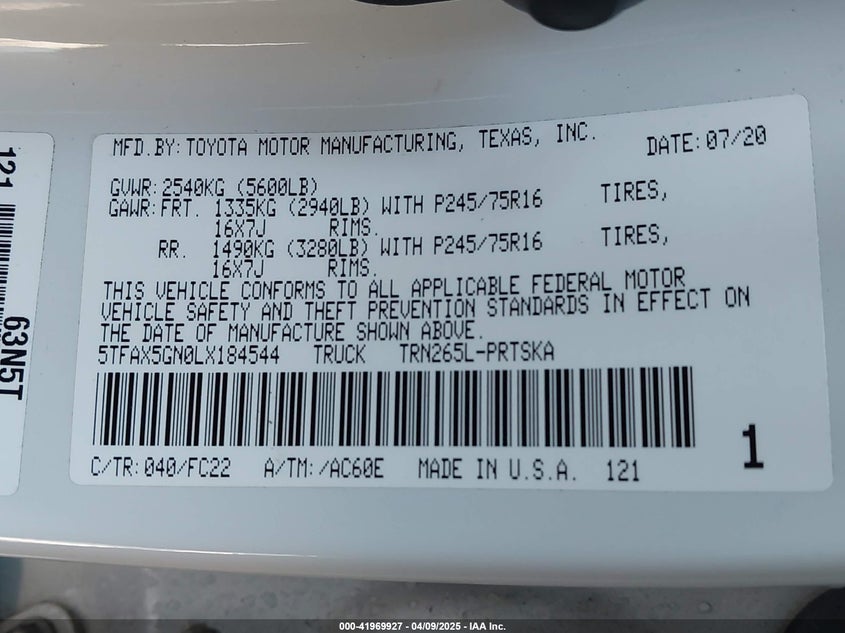 MFD.BY: TOYOTA MOTOR MANUFACTURING, TEXAS, INC. DATE: 07/20
GVWR: 2540KG (5600LB)
GAWR: FRT. 1335KG (2940LB) WITH P245/75R16 TIRES,
16X7J RIMS.
RR. 1490KG (3280LB) WITH P245/75R16 TIRES,
16X7J RIMS.
THIS VEHICLE CONFORMS TO ALL APPLICABLE FEDERAL MOTOR
VEHICLE SAFETY AND THEFT PREVENTION STANDARDS IN EFFECT ON
THE DATE OF MANUFACTURE SHOWN ABOVE.
5TFAX5GN0LX184544 TRUCK TRN265L-PRTSKA
1
C/TR: 040/FC22 A/TM: /AC60E MADE IN U.S.A. 121
121
63N5T
000-41969927 | 04/09/2025 | IAA Inc.